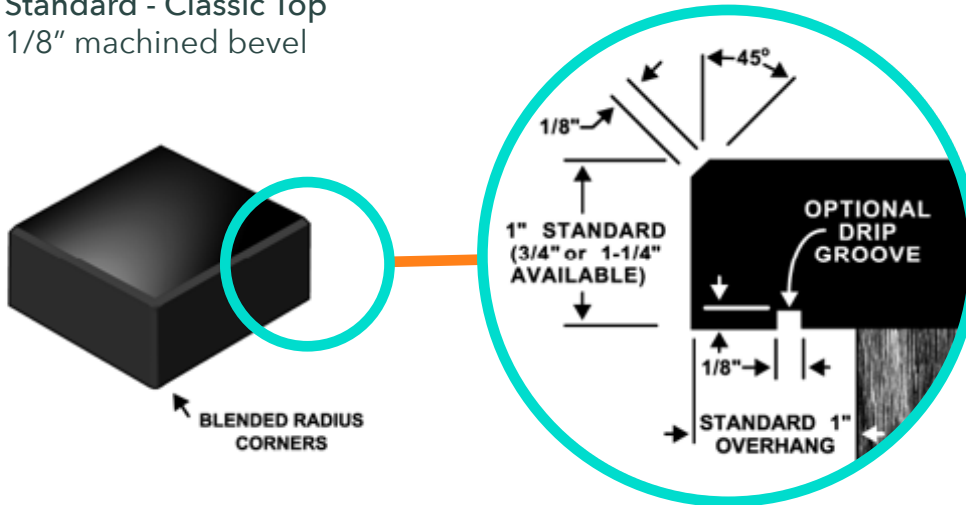 Standard - Classic Top
1/8” machined bevel
45°
1/8"
1" STANDARD
(3/4" or 1-1/4"
AVAILABLE)
OPTIONAL
DRIP
GROOVE
1/8"
STANDARD 1"
OVERHANG
BLENDED RADIUS
CORNERS